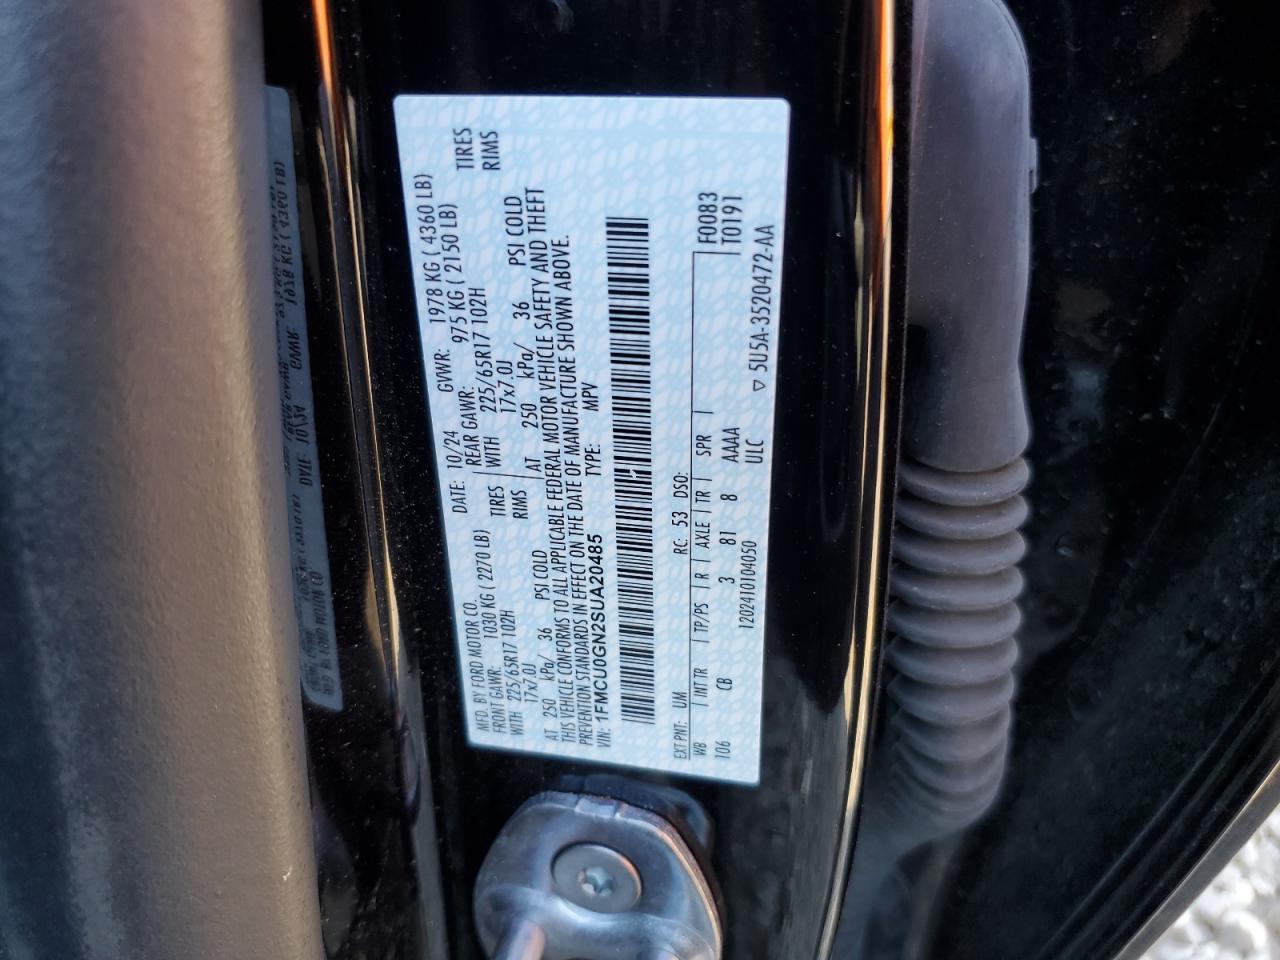 MFD. BY FORD MOTOR CO.
DATE: 10/24 GVWR: 1978 KG ( 4360 LB)
FRONT GAWR: 1030 KG ( 2270 LB) REAR GAWR: 975 KG ( 2150 LB)
WITH 225/65R17 102H TIRES WITH 225/65R17 102H TIRES
17x7.0J RIMS 17x7.0J RIMS
AT 250 kPa/ 36 PSI COLD AT 250 kPa/ 36 PSI COLD
THIS VEHICLE CONFORMS TO ALL APPLICABLE FEDERAL MOTOR VEHICLE SAFETY AND THEFT
PREVENTION STANDARDS IN EFFECT ON THE DATE OF MANUFACTURE SHOWN ABOVE.
VIN: 1FMCU0GN2SUA20485 TYPE: MPV
EXT PNT: UM RC: 53 DSO: F0083
WB INT TR TP/PS R AXLE TR SPR T0191
106 CB 3 81 8 AAAA
120241010405​0 ULC ▽ 5U5A-3520472-AA